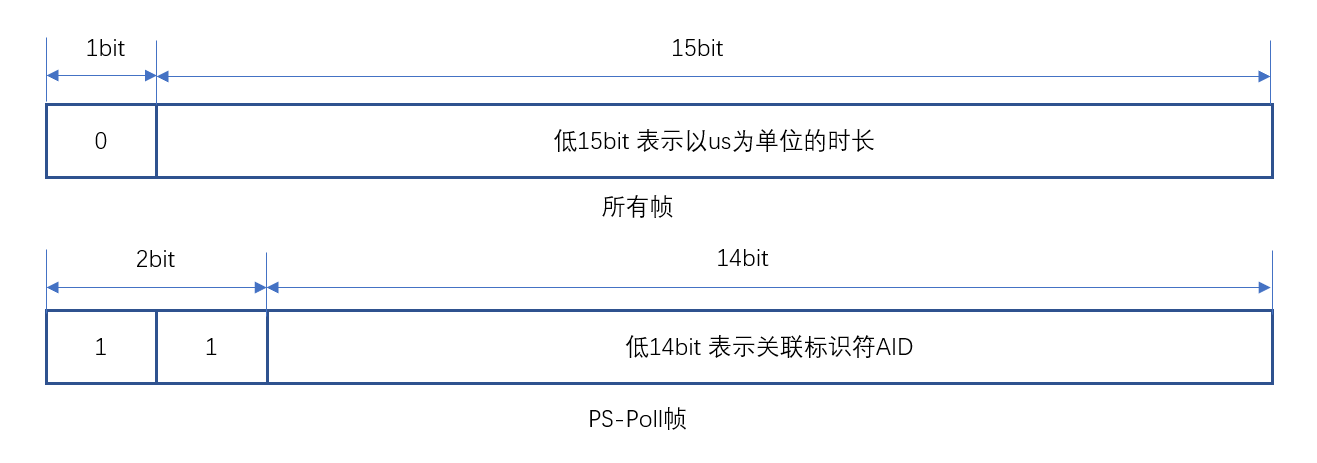 1bit
15bit
0
低15bit 表示以us为单位的时长
所有帧
2bit
14bit
1
1
低14bit 表示关联标识符AID
PS-Poll帧